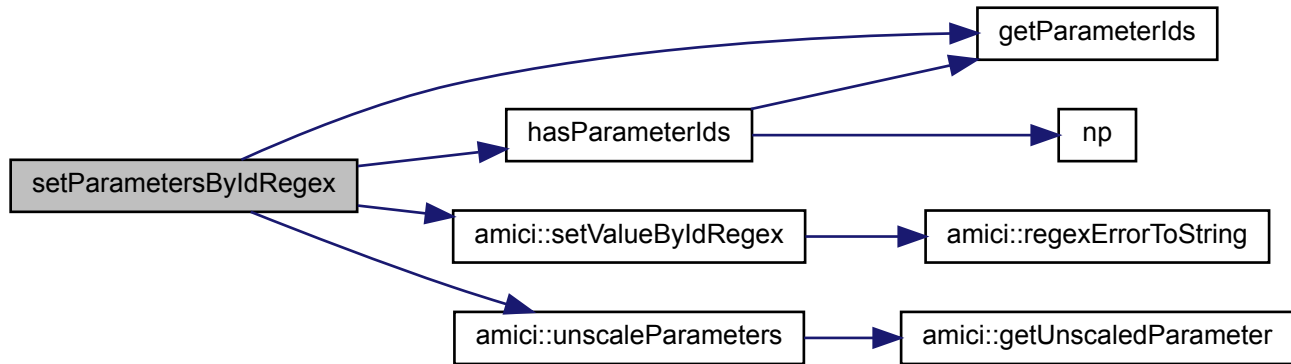 getParameterIds
hasParameterIds
np
setParametersByIdRegex
amici::setValueByIdRegex
amici::regexErrorToString
amici::unscaleParameters
amici::getUnscaledParameter